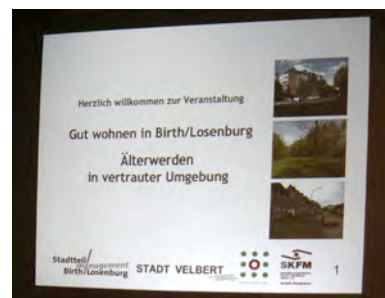 Herzlich willkommen zur Veranstaltung
Gut wohnen in Birth/Losenburg
Älterwerden
in vertrauter Umgebung
Stadtteil/
management
Birth/Losenburg
STADT VELBERT
SKFM
1